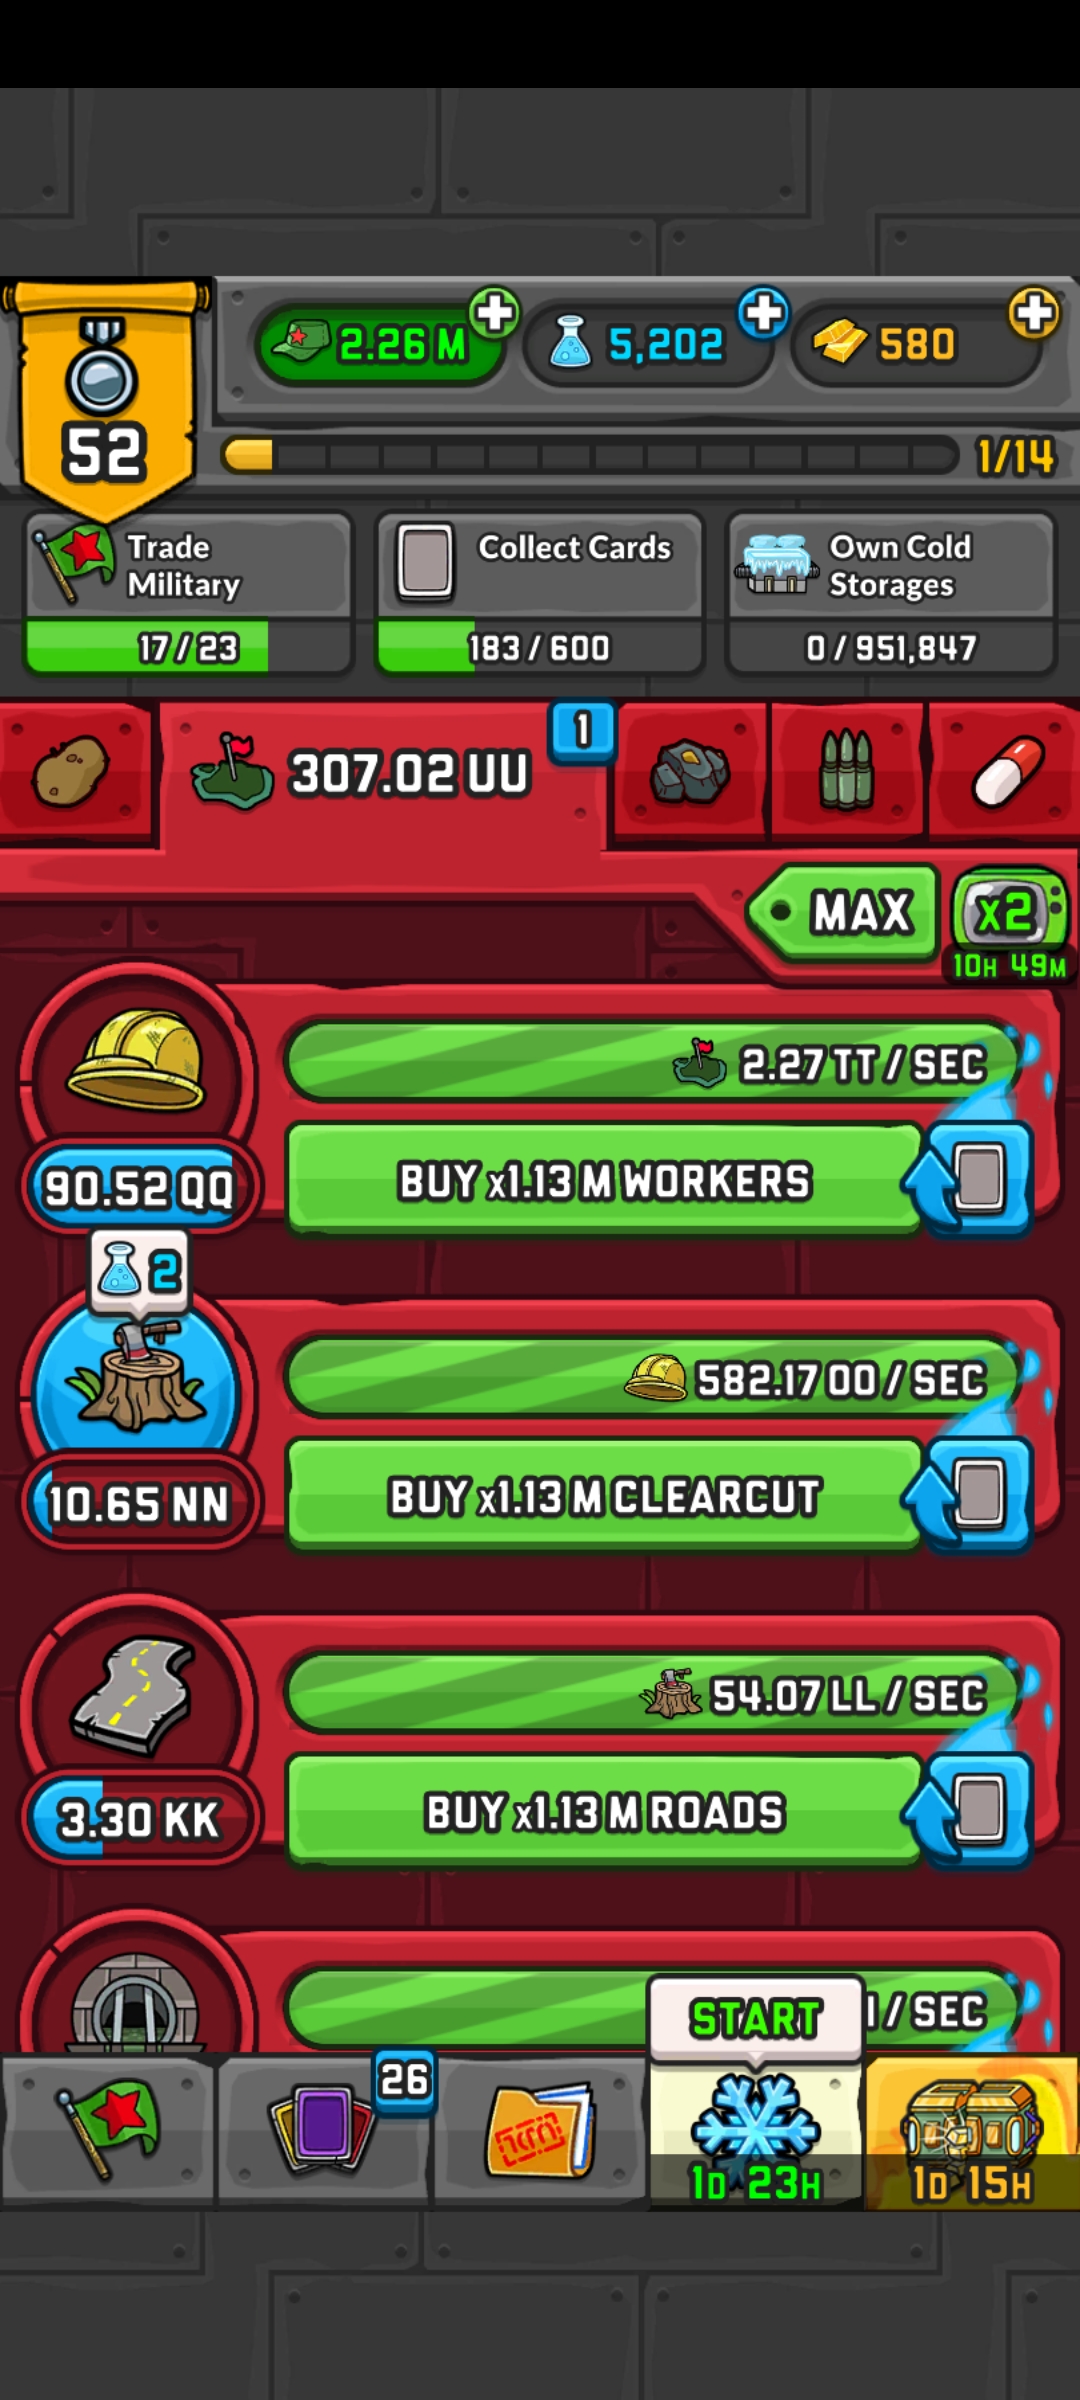 2.26 M
5,202
580
52
1/14
Trade
Military
17/23
Collect Cards
183/600
Own Cold
Storages
0/951,847
307.02 UU
1
MAX
x2
10H 49M
2.27 TT / SEC
90.52 QQ
BUY x1.13 M WORKERS
2
582.17 OO / SEC
10.65 NN
BUY x1.13 M CLEARCUT
54.07 LL / SEC
3.30 KK
BUY x1.13 M ROADS
/ SEC
START
26
1D 23H
1D 15H